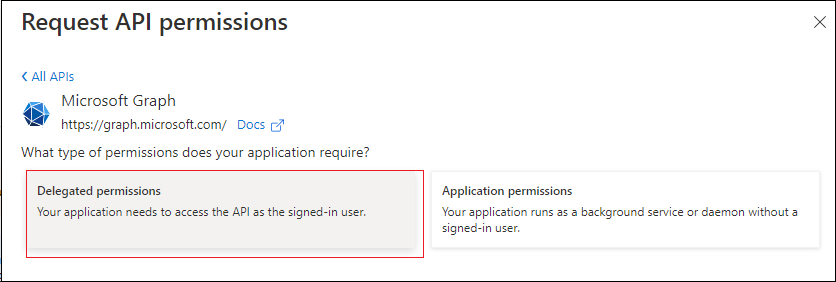 Request API permissions
All APIs
Microsoft Graph
https://graph.microsoft.com/ Docs
What type of permissions does your application require?
Delegated permissions
Your application needs to access the API as the signed-in user.
Application permissions
Your application runs as a background service or daemon without a
signed-in user.